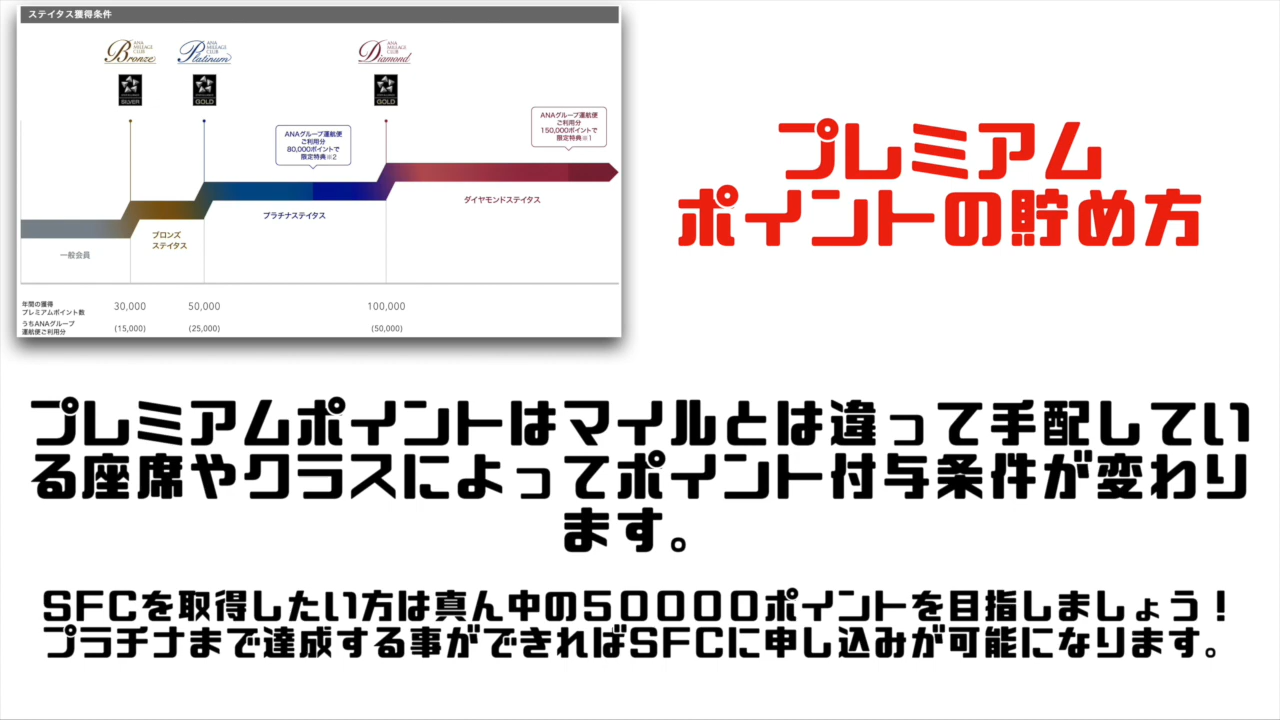 ステイタス獲得条件
ANA MILEAGE CLUB Bronze
ANA MILEAGE CLUB Platinum
ANA MILEAGE CLUB Diamond
SILVER
GOLD
GOLD
ANAグループ運航便
ご利用分
150,000ポイントで
限定特典※1
ANAグループ運航便
ご利用分
80,000ポイントで
限定特典※2
ダイヤモンドステイタス
プラチナステイタス
ブロンズ
ステイタス
一般会員
年間の獲得
プレミアムポイント数
30,000 50,000 100,000
うちANAグループ
運航便ご利用分
(15,000) (25,000) (50,000)
プレミアム
ポイントの貯め方
プレミアムポイントはマイルとは違って手配してい
る座席やクラスによってポイント付与条件が変わり
ます。
SFCを取得したい方は真ん中の50000ポイントを目指しましょう！
プラチナまで達成する事ができればSFCに申し込みが可能になります。